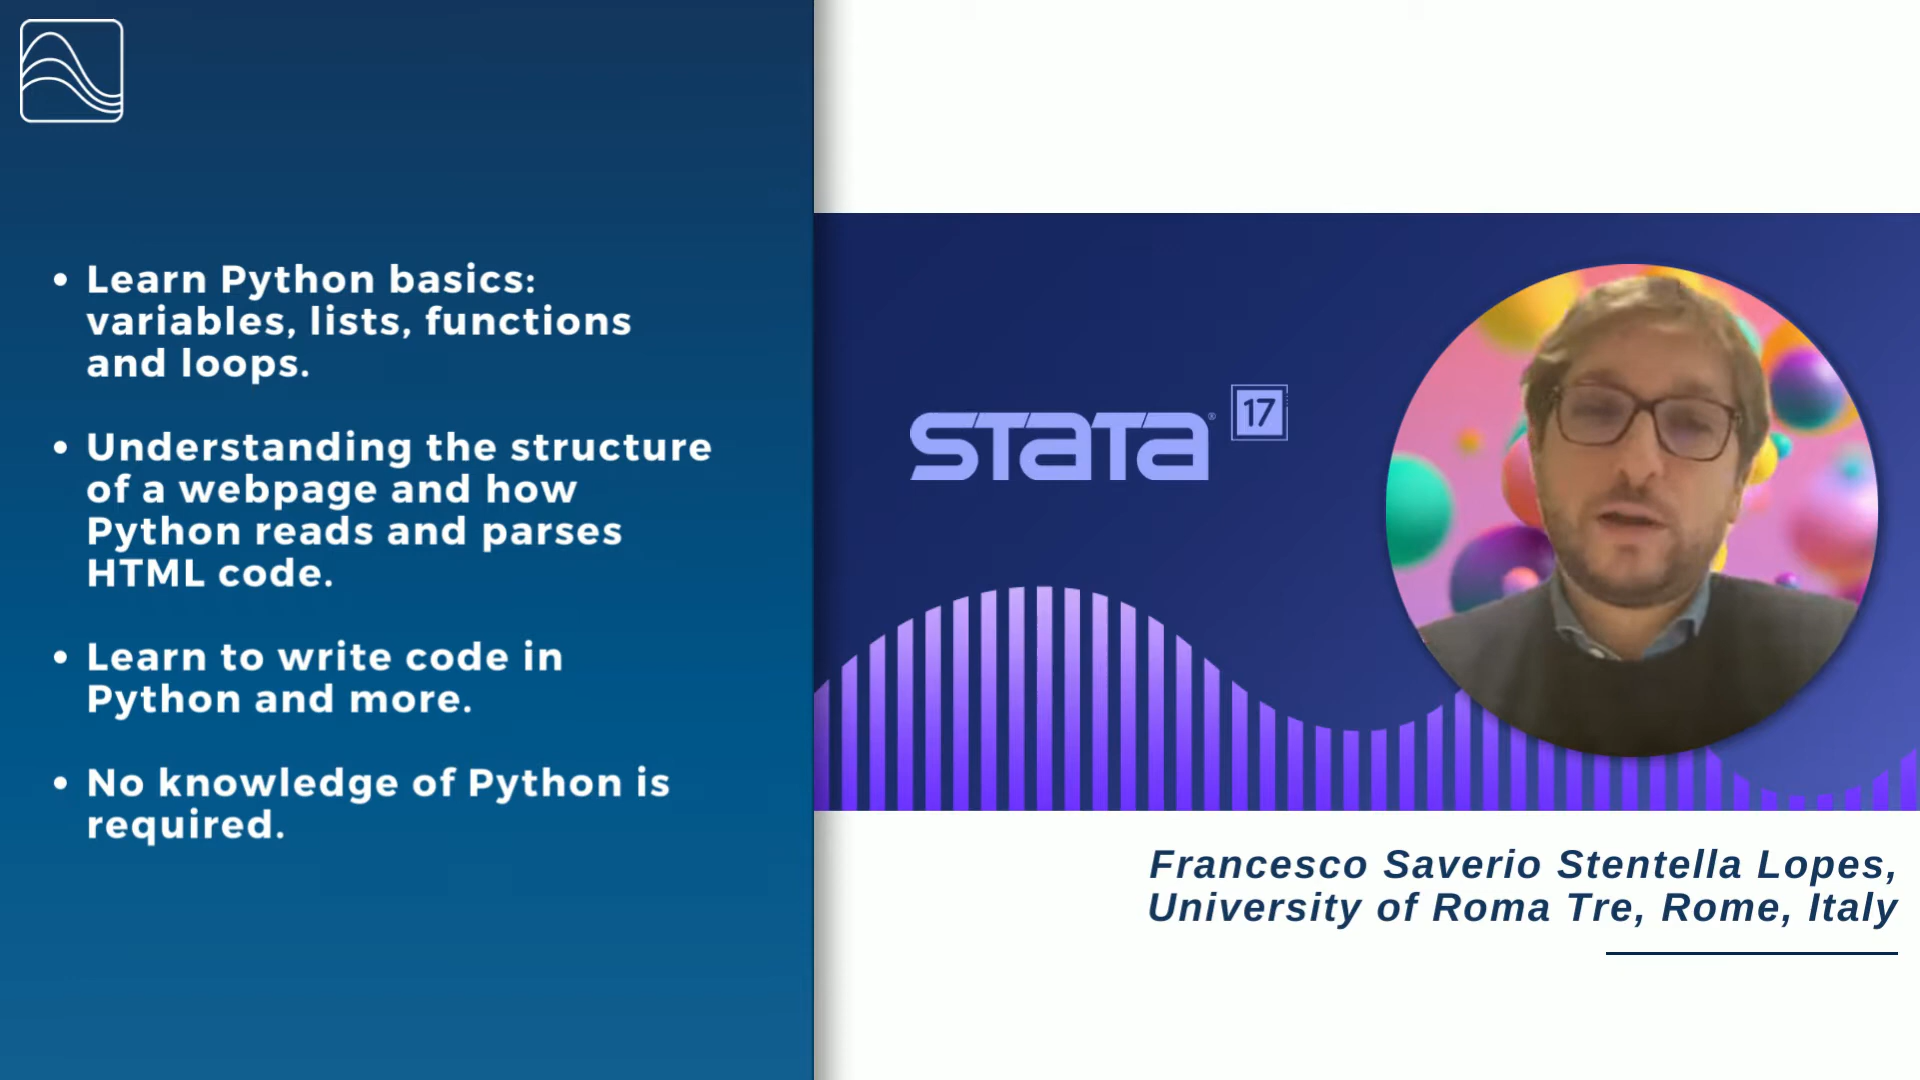 • Learn Python basics:
variables, lists, functions
and loops.
• Understanding the structure
of a webpage and how
Python reads and parses
HTML code.
• Learn to write code in
Python and more.
• No knowledge of Python is
required.
STATA® 17
Francesco Saverio Stentella Lopes,
University of Roma Tre, Rome, Italy